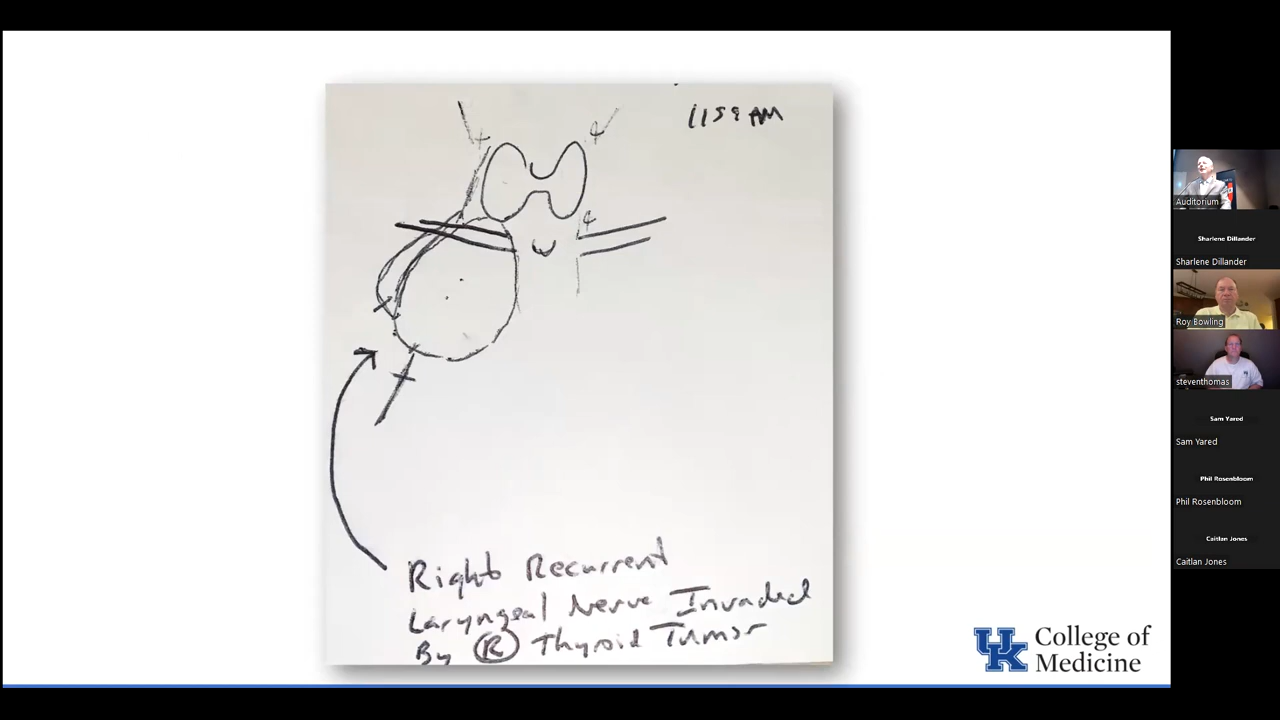 1159 AM
Right Recurrent
Laryngeal Nerve Invaded
By R Thyroid Tumor
UK College of
Medicine
Auditorium
Sharlene Dillander
Sharlene Dillander
Roy Bowling
steventhomas
Sam Yared
Sam Yared
Phil Rosenbloom
Phil Rosenbloom
Caitlan Jones
Caitlan Jones